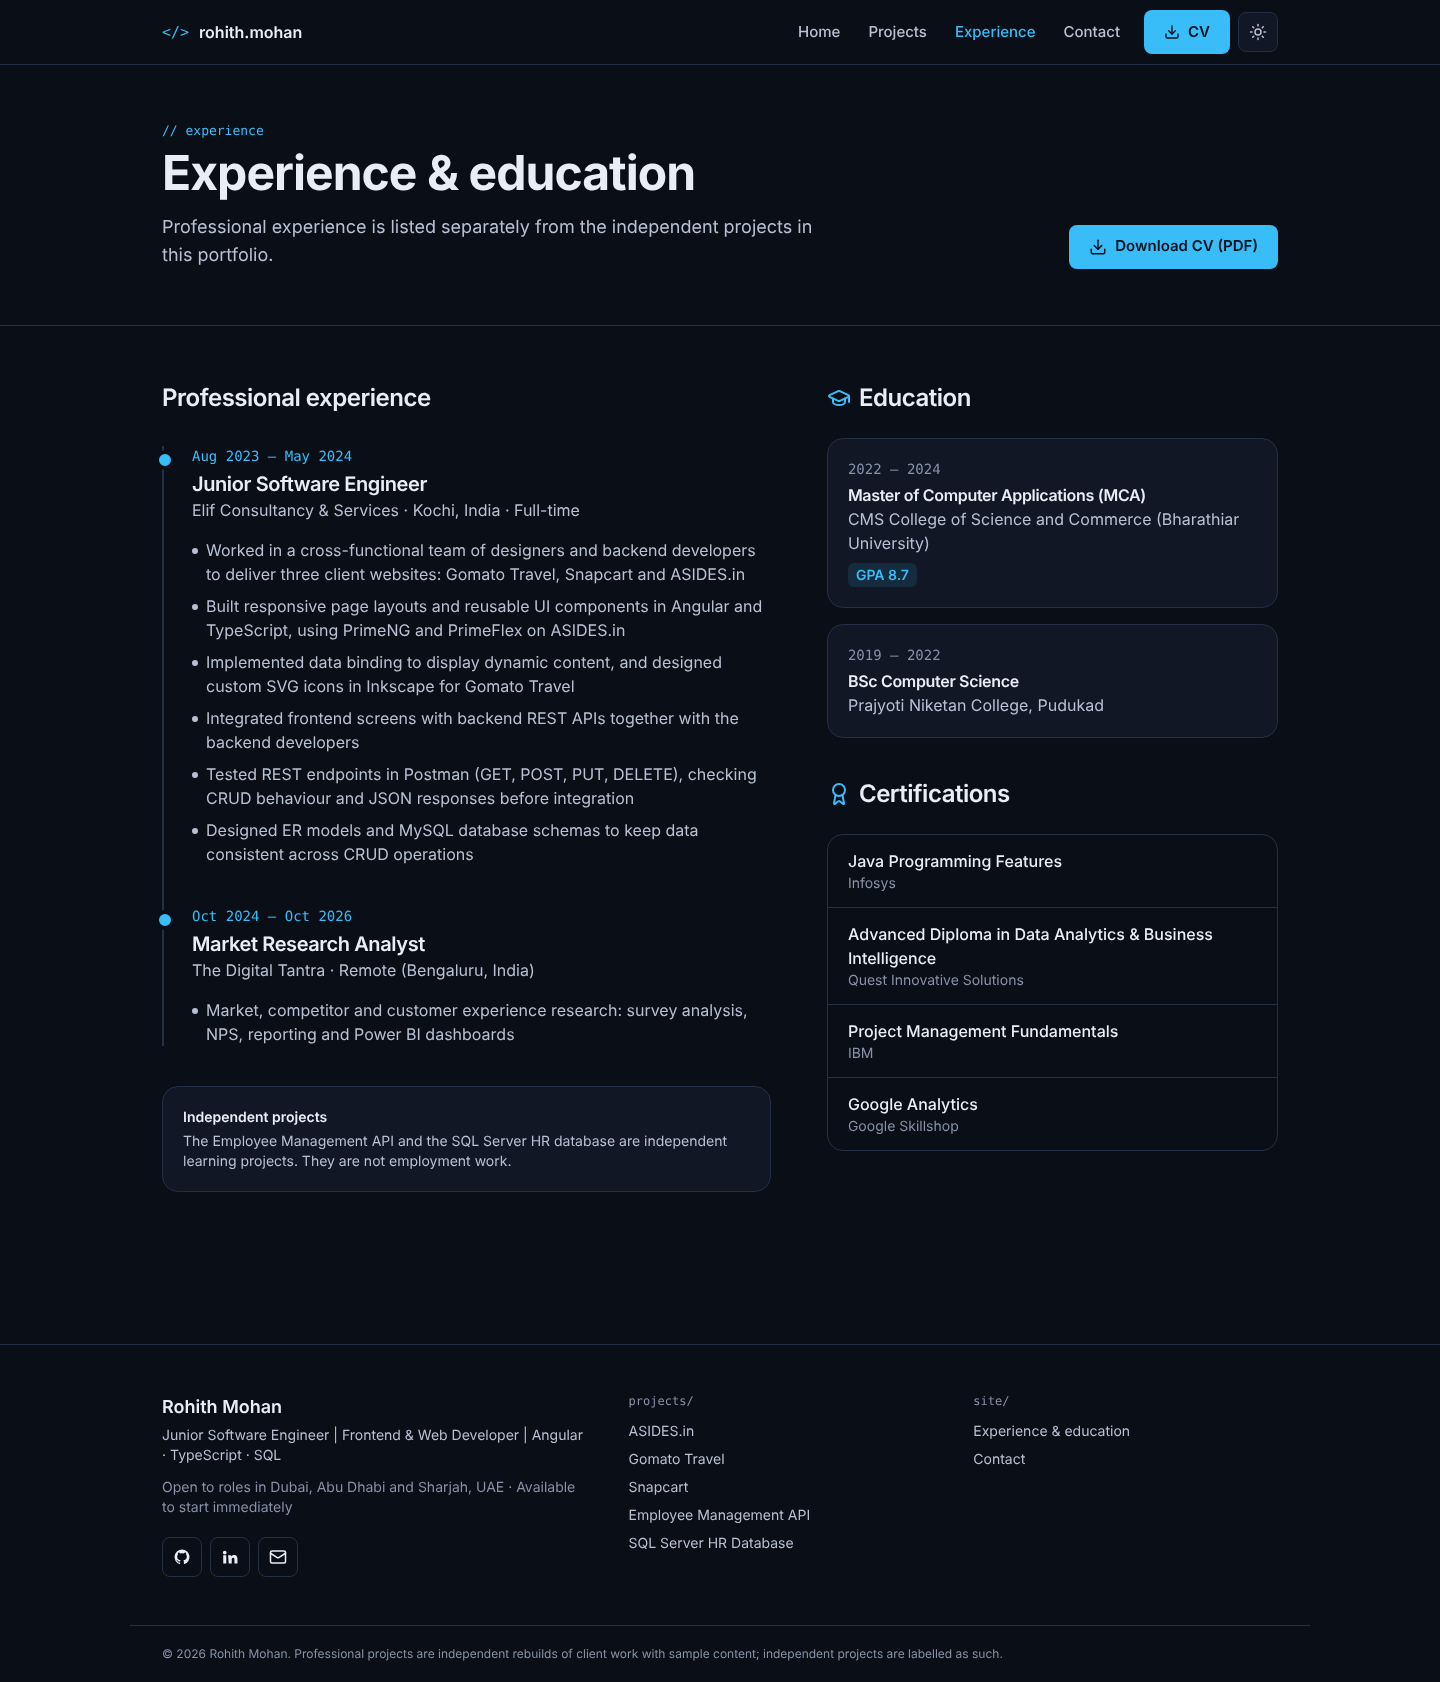 </> rohith.mohan
Home
Projects
Experience
Contact
CV
// experience
Experience & education
Professional experience is listed separately from the independent projects in
this portfolio.
Download CV (PDF)
Professional experience
Aug 2023 — May 2024
Junior Software Engineer
Elif Consultancy & Services · Kochi, India · Full-time
Worked in a cross-functional team of designers and backend developers
to deliver three client websites: Gomato Travel, Snapcart and ASIDES.in
Built responsive page layouts and reusable UI components in Angular and
TypeScript, using PrimeNG and PrimeFlex on ASIDES.in
Implemented data binding to display dynamic content, and designed
custom SVG icons in Inkscape for Gomato Travel
Integrated frontend screens with backend REST APIs together with the
backend developers
Tested REST endpoints in Postman (GET, POST, PUT, DELETE), checking
CRUD behaviour and JSON responses before integration
Designed ER models and MySQL database schemas to keep data
consistent across CRUD operations
Oct 2024 — Oct 2026
Market Research Analyst
The Digital Tantra · Remote (Bengaluru, India)
Market, competitor and customer experience research: survey analysis,
NPS, reporting and Power BI dashboards
Independent projects
The Employee Management API and the SQL Server HR database are independent
learning projects. They are not employment work.
Education
2022 — 2024
Master of Computer Applications (MCA)
CMS College of Science and Commerce (Bharathiar
University)
GPA 8.7
2019 — 2022
BSc Computer Science
Prajyoti Niketan College, Pudukad
Certifications
Java Programming Features
Infosys
Advanced Diploma in Data Analytics & Business
Intelligence
Quest Innovative Solutions
Project Management Fundamentals
IBM
Google Analytics
Google Skillshop
Rohith Mohan
Junior Software Engineer | Frontend & Web Developer | Angular
· TypeScript · SQL
Open to roles in Dubai, Abu Dhabi and Sharjah, UAE · Available
to start immediately
projects/
ASIDES.in
Gomato Travel
Snapcart
Employee Management API
SQL Server HR Database
site/
Experience & education
Contact
© 2026 Rohith Mohan. Professional projects are independent rebuilds of client work with sample content; independent projects are labelled as such.